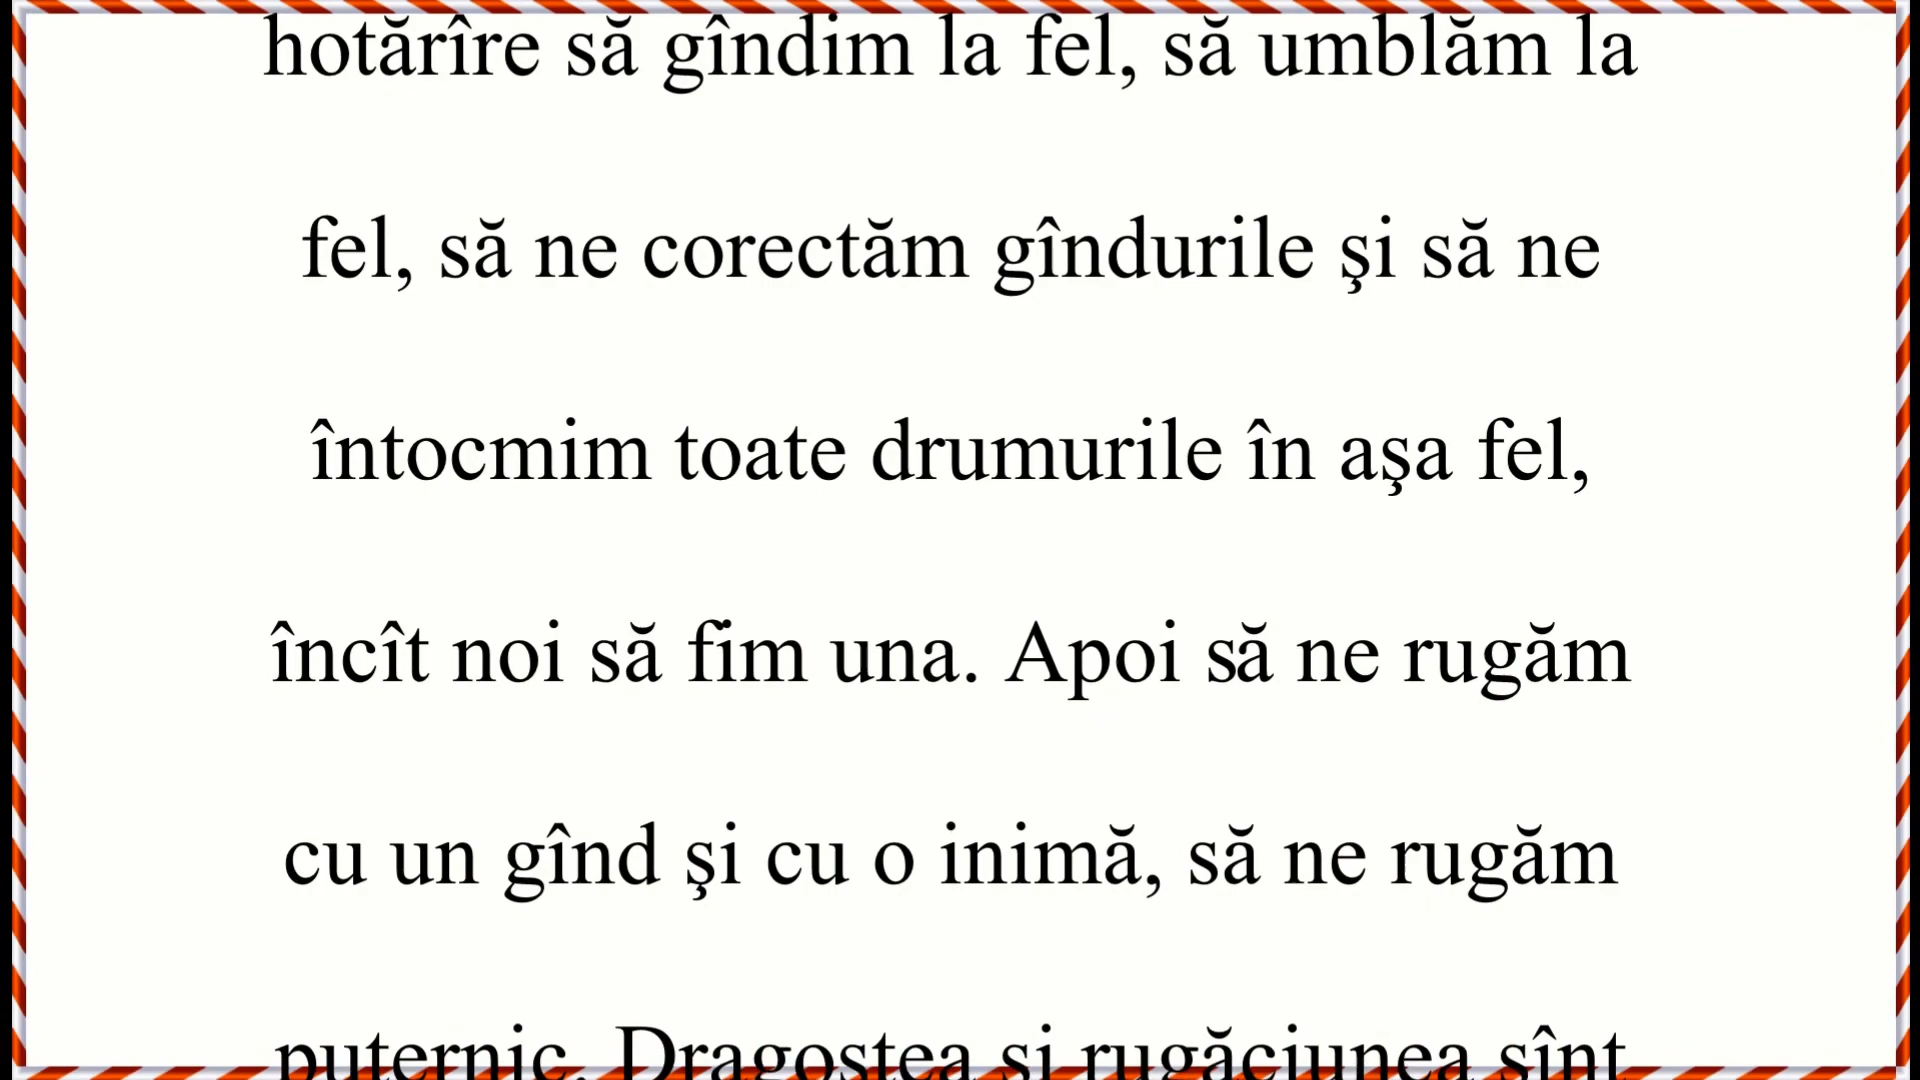 hotărîre să gîndim la fel, să umblăm la
fel, să ne corectăm gîndurile şi să ne
întocmim toate drumurile în aşa fel,
încît noi să fim una. Apoi să ne rugăm
cu un gînd şi cu o inimă, să ne rugăm
puternic. Dragostea şi rugăciunea sînt